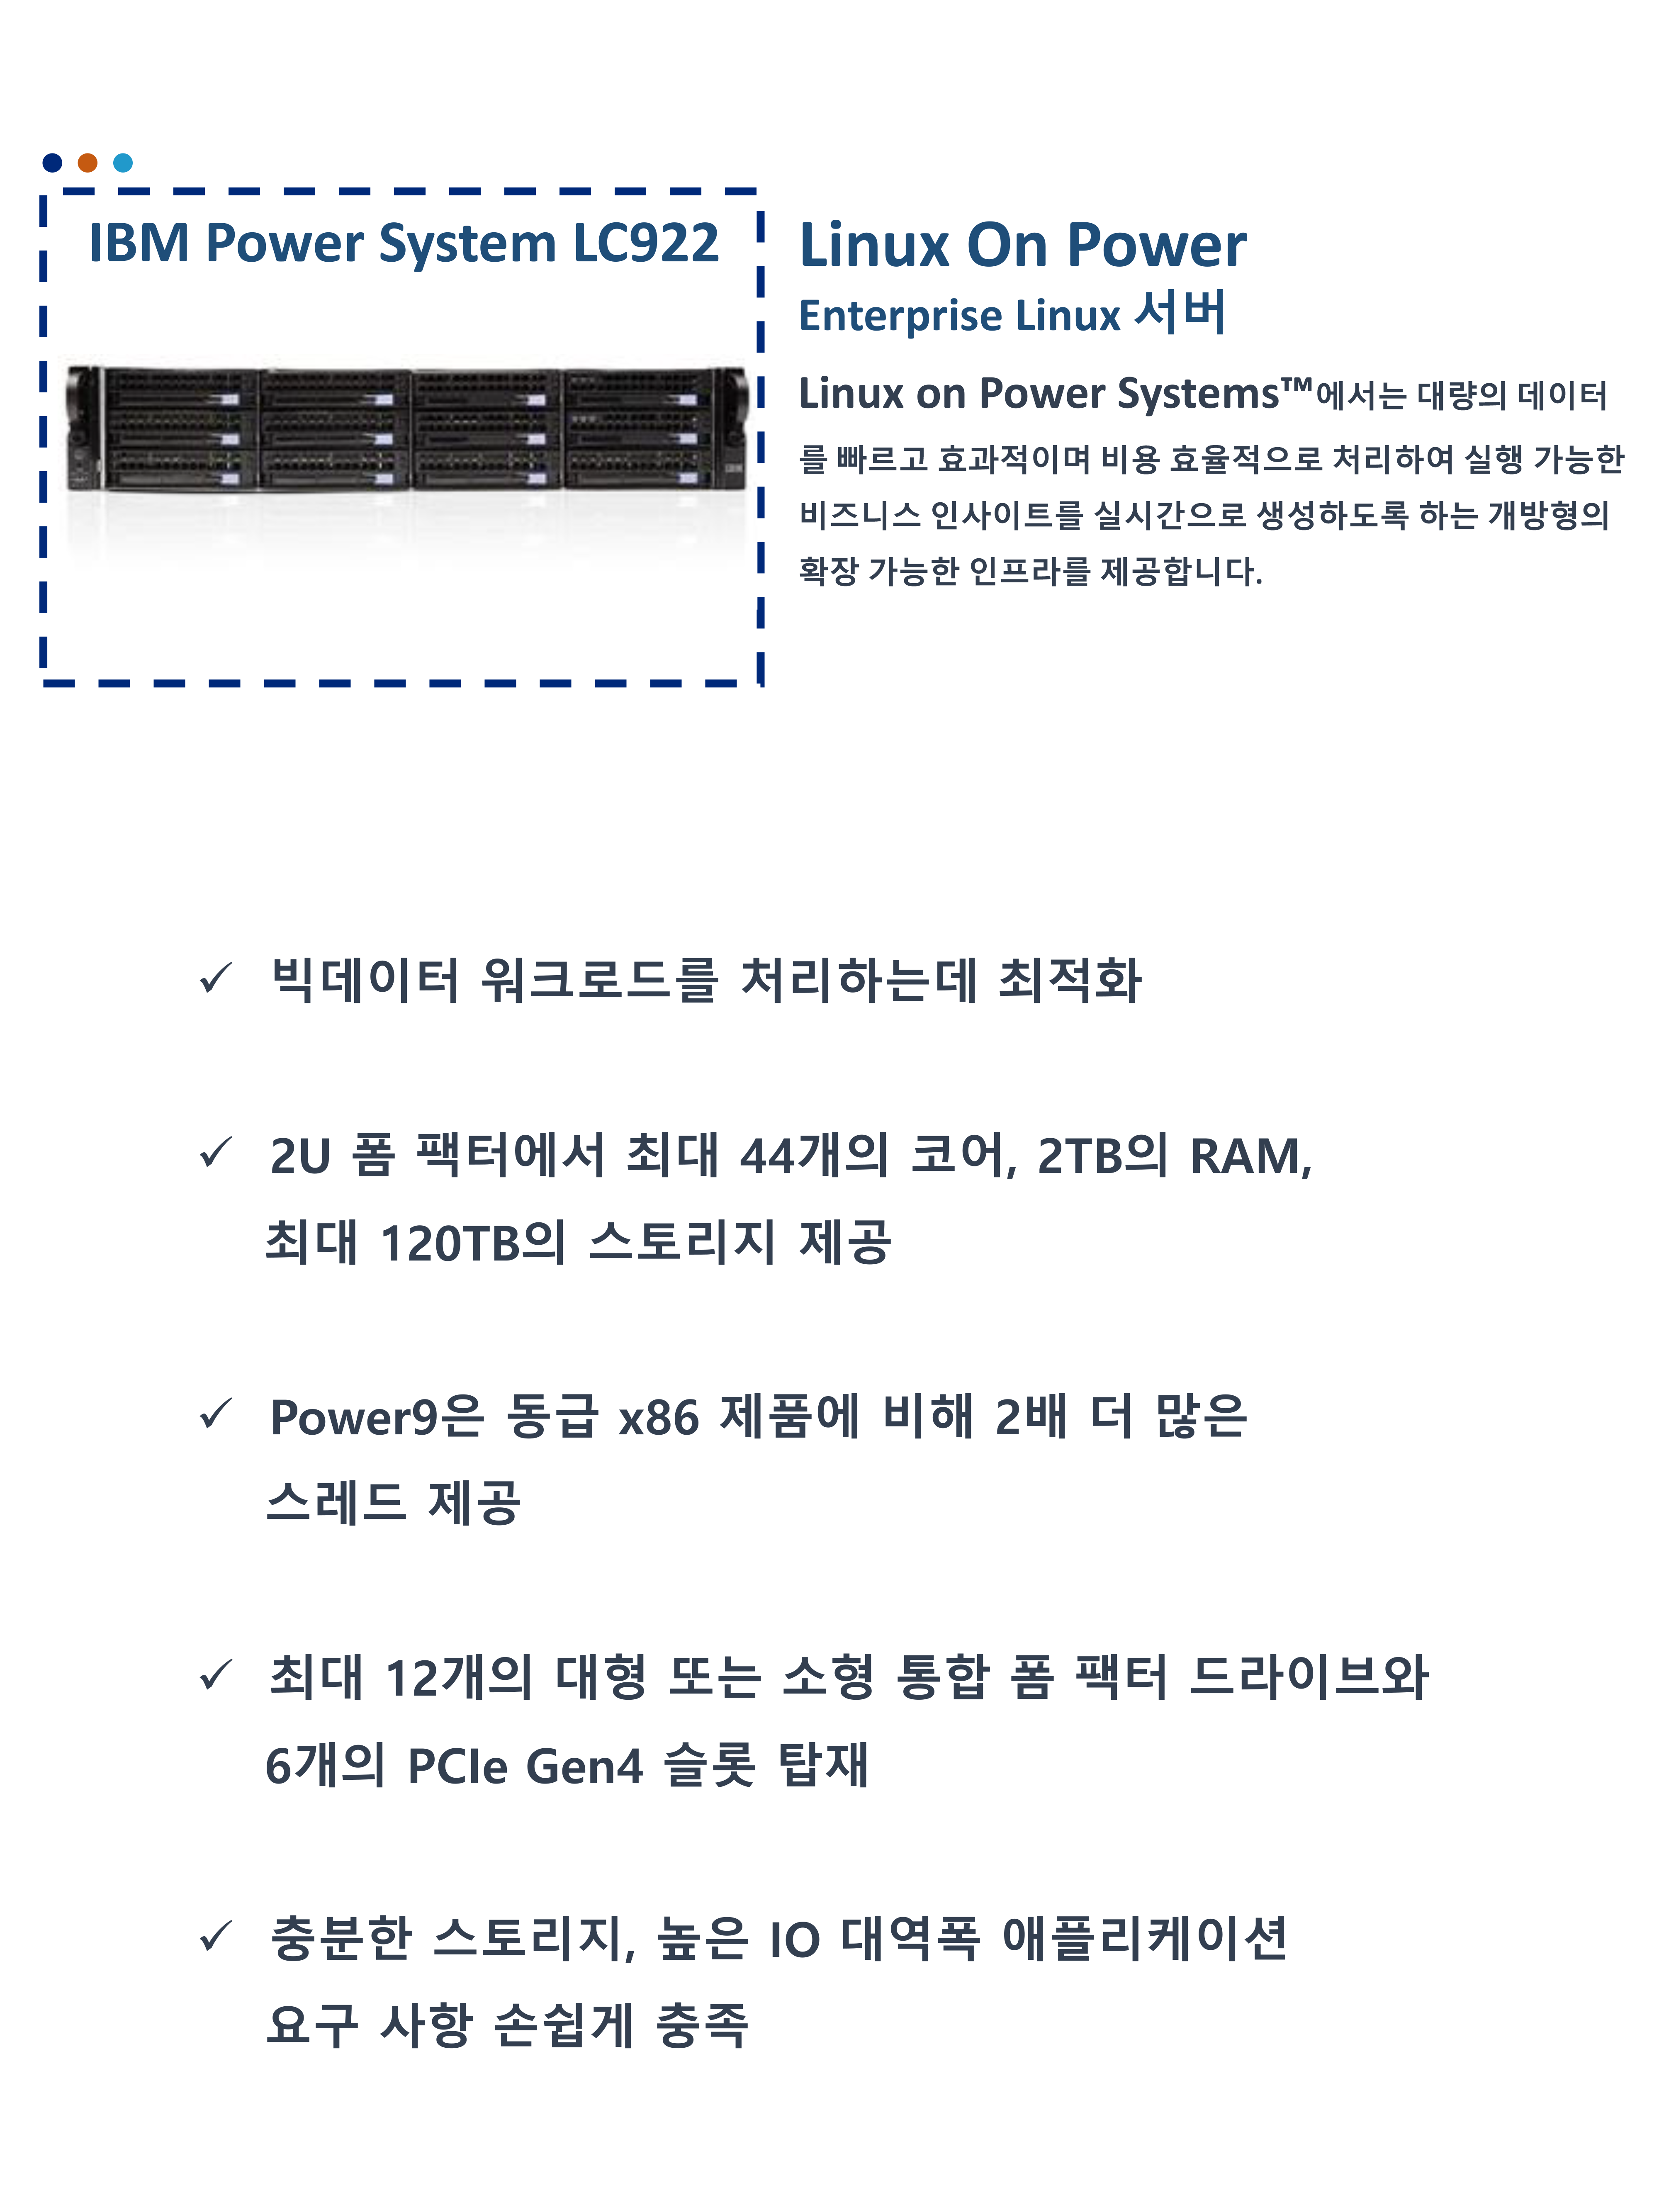 IBM Power System LC922
Linux On Power
Enterprise Linux 서버
Linux on Power Systems™에서는 대량의 데이터
를 빠르고 효과적이며 비용 효율적으로 처리하여 실행 가능한
비즈니스 인사이트를 실시간으로 생성하도록 하는 개방형의
확장 가능한 인프라를 제공합니다.
✓ 빅데이터 워크로드를 처리하는데 최적화
✓ 2U 폼 팩터에서 최대 44개의 코어, 2TB의 RAM,
최대 120TB의 스토리지 제공
✓ Power9은 동급 x86 제품에 비해 2배 더 많은
스레드 제공
✓ 최대 12개의 대형 또는 소형 통합 폼 팩터 드라이브와
6개의 PCIe Gen4 슬롯 탑재
✓ 충분한 스토리지, 높은 IO 대역폭 애플리케이션
요구 사항 손쉽게 충족